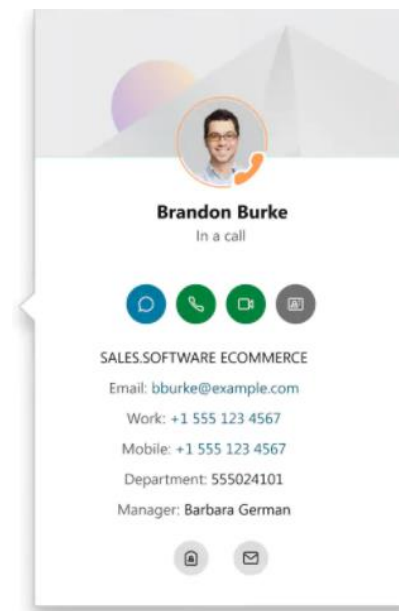 Brandon Burke
In a call
SALES.SOFTWARE ECOMMERCE
Email: bburke@example.com
Work: +1 555 123 4567
Mobile: +1 555 123 4567
Department: 555024101
Manager: Barbara German